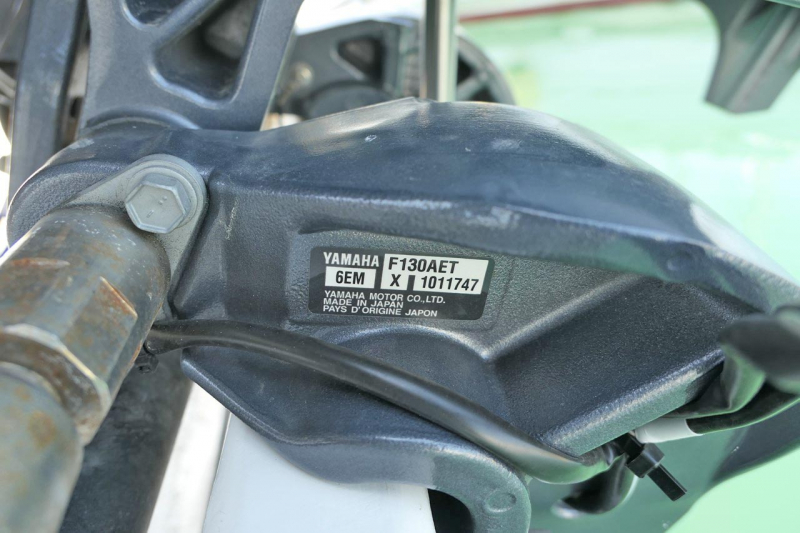 YAMAHA F130AET
6EM X 1011747
YAMAHA MOTOR CO.,LTD.
MADE IN JAPAN
PAYS D'ORIGINE JAPON